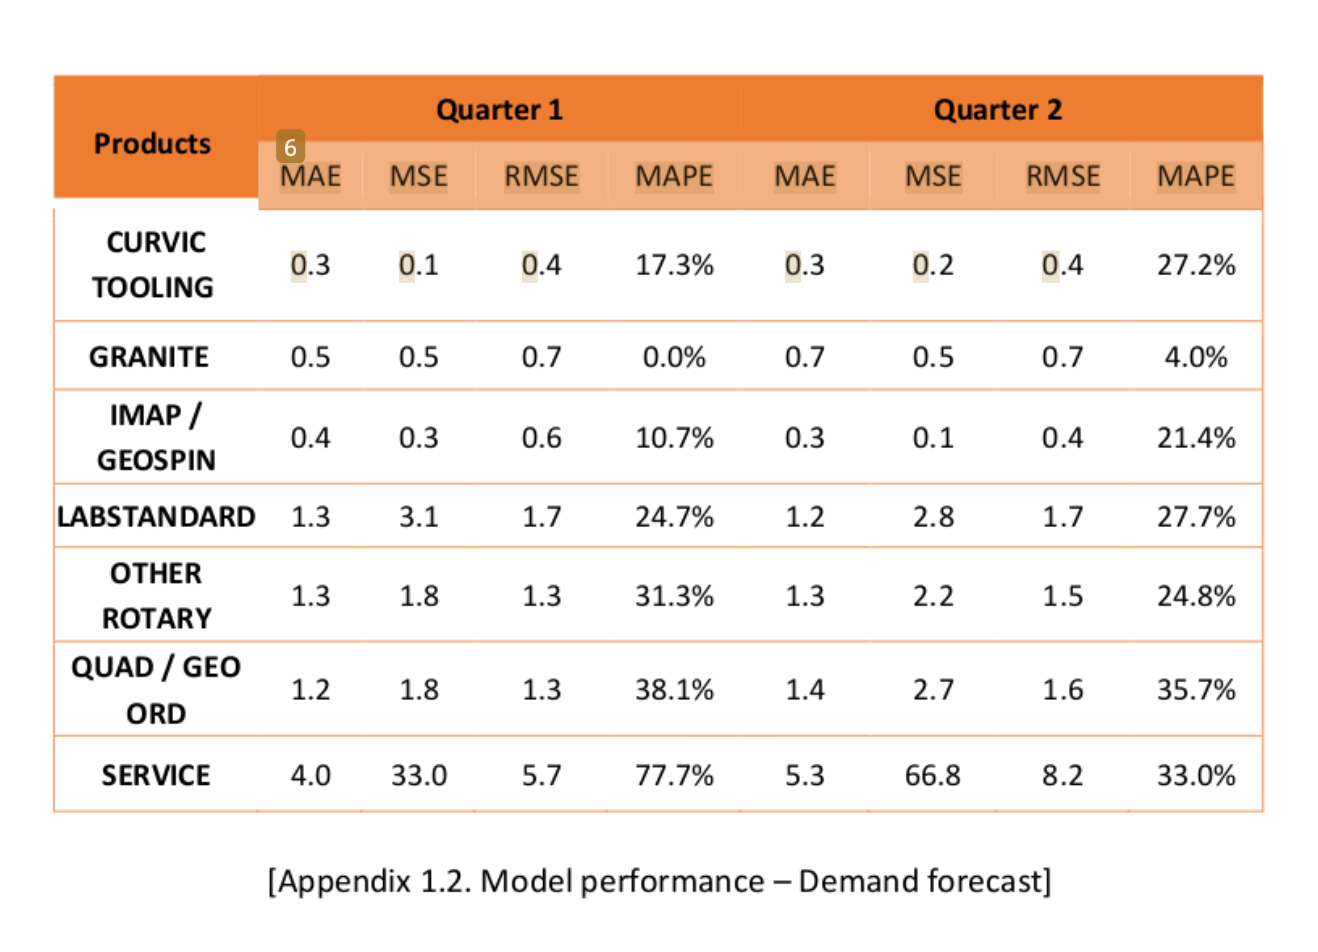 Quarter 1 Quarter 2
Products
6
MAE MSE RMSE MAPE MAE MSE RMSE MAPE
CURVIC
TOOLING
0.3 0.1 0.4 17.3% 0.3 0.2 0.4 27.2%
GRANITE 0.5 0.5 0.7 0.0% 0.7 0.5 0.7 4.0%
IMAP /
GEOSPIN
0.4 0.3 0.6 10.7% 0.3 0.1 0.4 21.4%
LABSTANDARD 1.3 3.1 1.7 24.7% 1.2 2.8 1.7 27.7%
OTHER
ROTARY
1.3 1.8 1.3 31.3% 1.3 2.2 1.5 24.8%
QUAD / GEO
ORD
1.2 1.8 1.3 38.1% 1.4 2.7 1.6 35.7%
SERVICE 4.0 33.0 5.7 77.7% 5.3 66.8 8.2 33.0%
[Appendix 1.2. Model performance – Demand forecast]